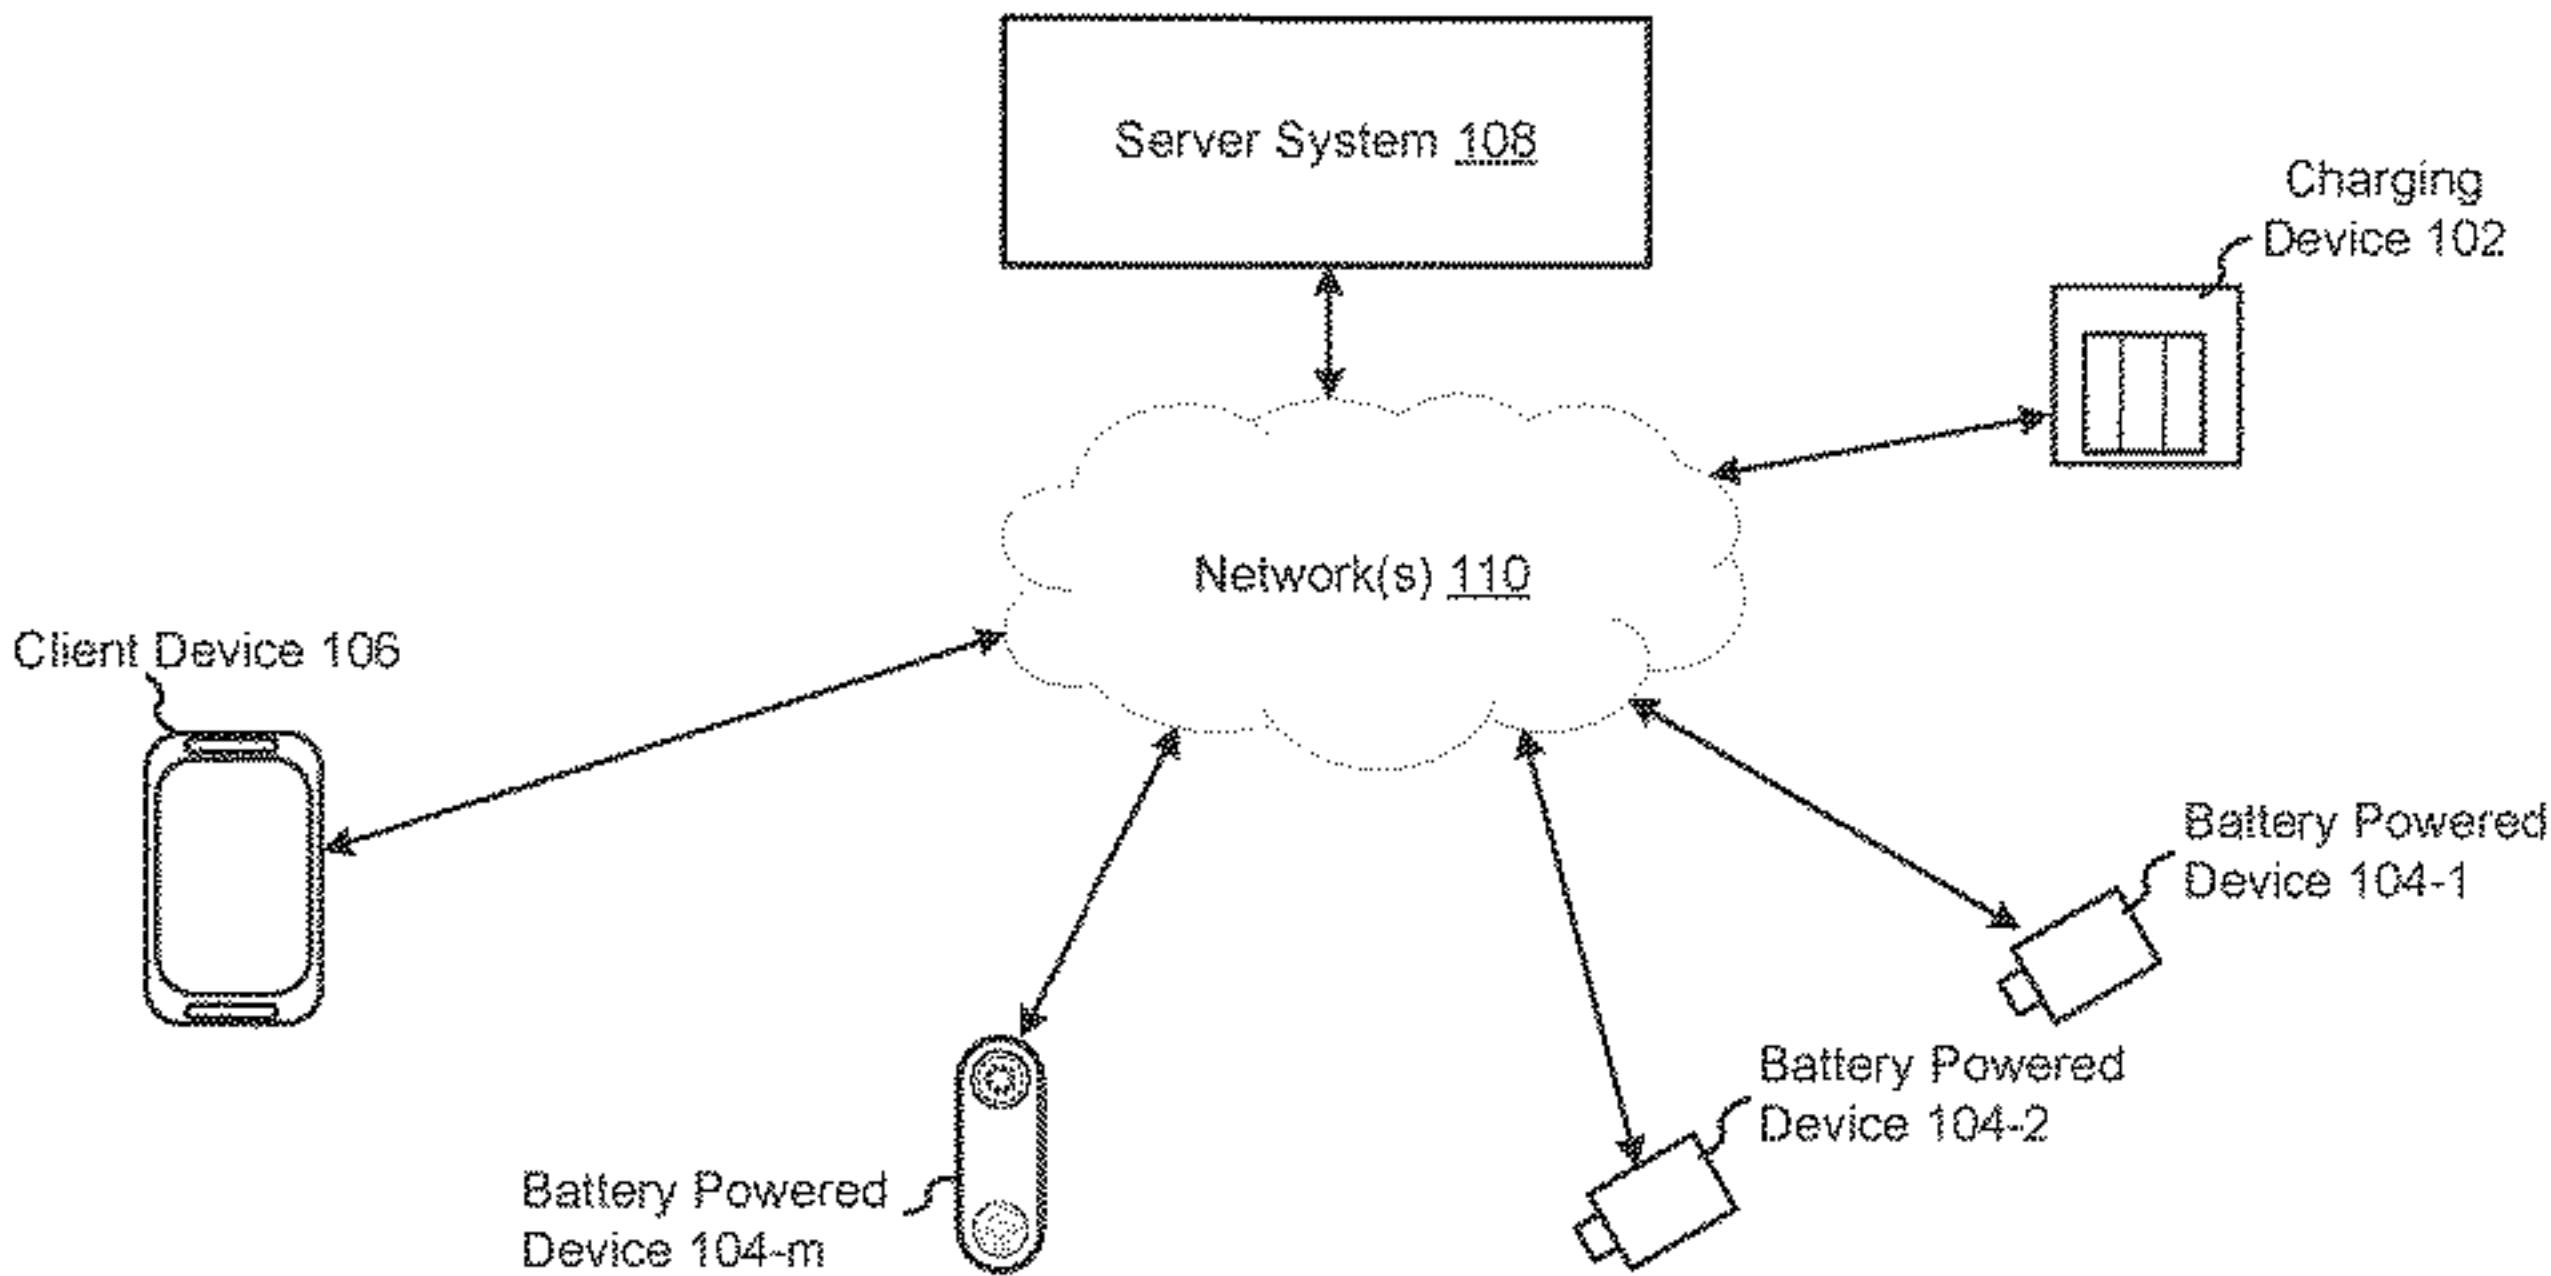 Server System 108
Charging
Device 102
Network(s) 110
Client Device 106
Battery Powered
Device 104-1
Battery Powered
Device 104-2
Battery Powered
Device 104-m